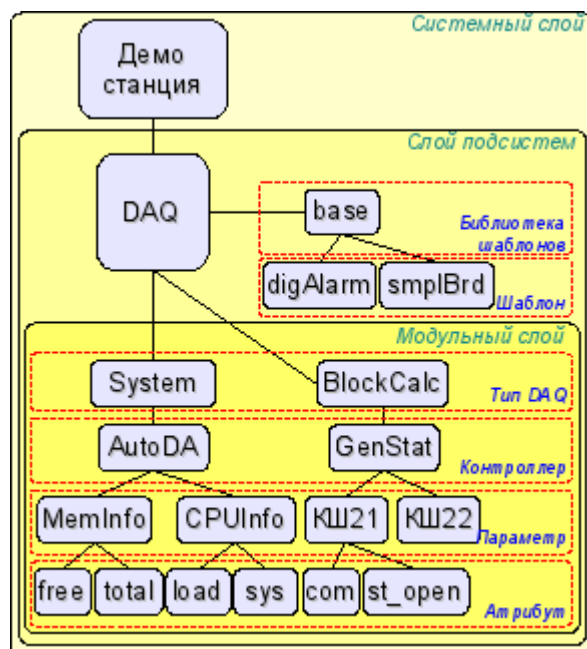 Системный слой
Демо
станция
Слой подсистем
DAQ
base
Библиотека
шаблонов
digAlarm
smplBrd
Шаблон
Модульный слой
System
BlockCalc
Тип DAQ
AutoDA
GenStat
Контроллер
MemInfo
CPUInfo
КШ21
КШ22
Параметр
free
total
load
sys
com
st_open
Атрибут